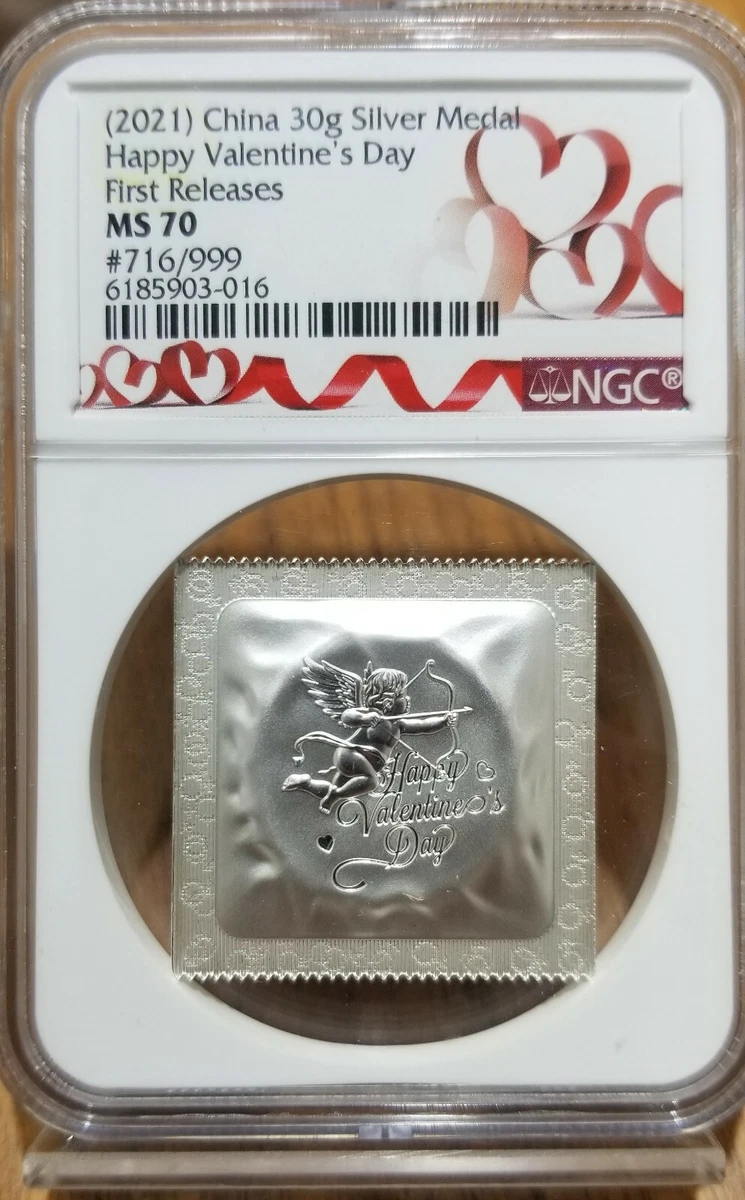 (2021) China 30g Silver Medal
Happy Valentine's Day
First Releases
MS 70
#716/999
6185903-016
NGC®
Happy
Valentine's
Day